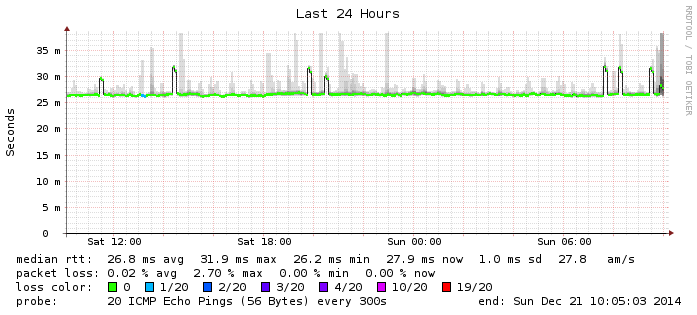 Last 24 Hours
RRDTOOL / TOBI OETIKER
Seconds
35 m
30 m
25 m
20 m
15 m
10 m
5 m
0
Sat 12:00 Sat 18:00 Sun 00:00 Sun 06:00
median rtt: 26.8 ms avg 31.9 ms max 26.2 ms min 27.9 ms now 1.0 ms sd 27.8 am/s
packet loss: 0.02 % avg 2.70 % max 0.00 % min 0.00 % now
loss color: 0 1/20 2/20 3/20 4/20 10/20 19/20
probe: 20 ICMP Echo Pings (56 Bytes) every 300s end: Sun Dec 21 10:05:03 2014